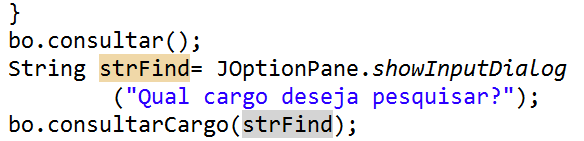 }
bo.consultar();
String strFind= JOptionPane.showInputDialog
("Qual cargo deseja pesquisar?");
bo.consultarCargo(strFind);